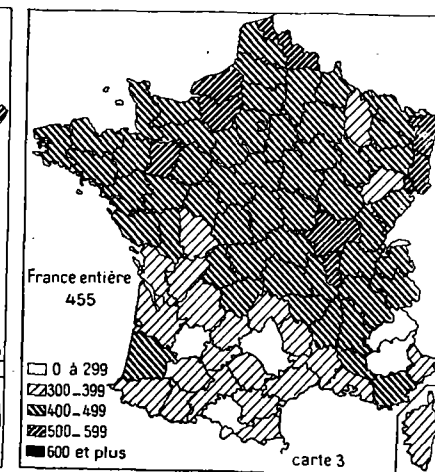 France entière
455
0 à 299
300_399
400_499
500_599
600 et plus
carte 3